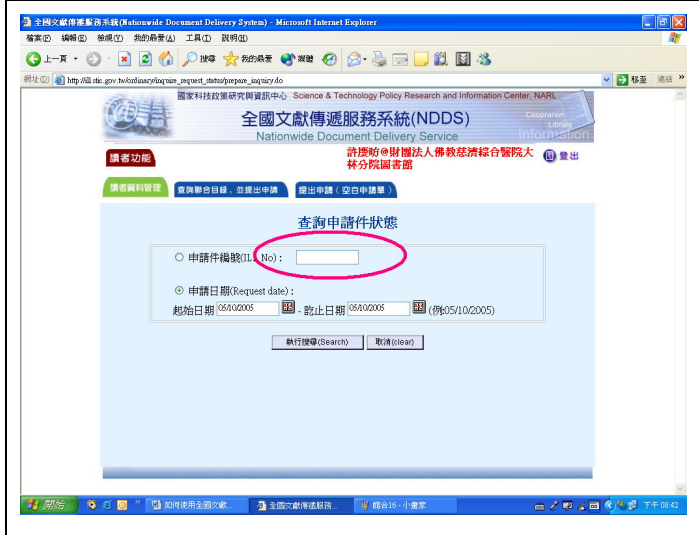 全國文獻傳遞服務系統(Nationwide Document Delivery System) - Microsoft Internet Explorer
檔案(F) 編輯(E) 檢視(V) 我的最愛(A) 工具(T) 說明(H)
上一頁 搜尋 我的最愛 媒體
網址(D) http://ill.stic.gov.tw/ordinary/inquire_request_status/prepare_inquiry.do 移至 連結 »
國家科技政策研究與資訊中心 Science & Technology Policy Research and Information Center, NARL
全國文獻傳遞服務系統(NDDS)
Nationwide Document Delivery Service
Cooperation
Library
Information
讀者功能
許慶昉@財團法人佛教慈濟綜合醫院大林分院圖書館
登出
讀者資料管理 查詢聯合目錄，並提出申請 提出申請（空白申請單）
查詢申請件狀態
申請件編號(ILL No)：
申請日期(Request date)：
起始日期 05/10/2005 - 訖止日期 05/10/2005 (例:05/10/2005)
執行搜尋(Search) 取消(clear)
開始 如何使用全國文獻... 全國文獻傳遞服務... 館合16 - 小畫家 下午 08:42